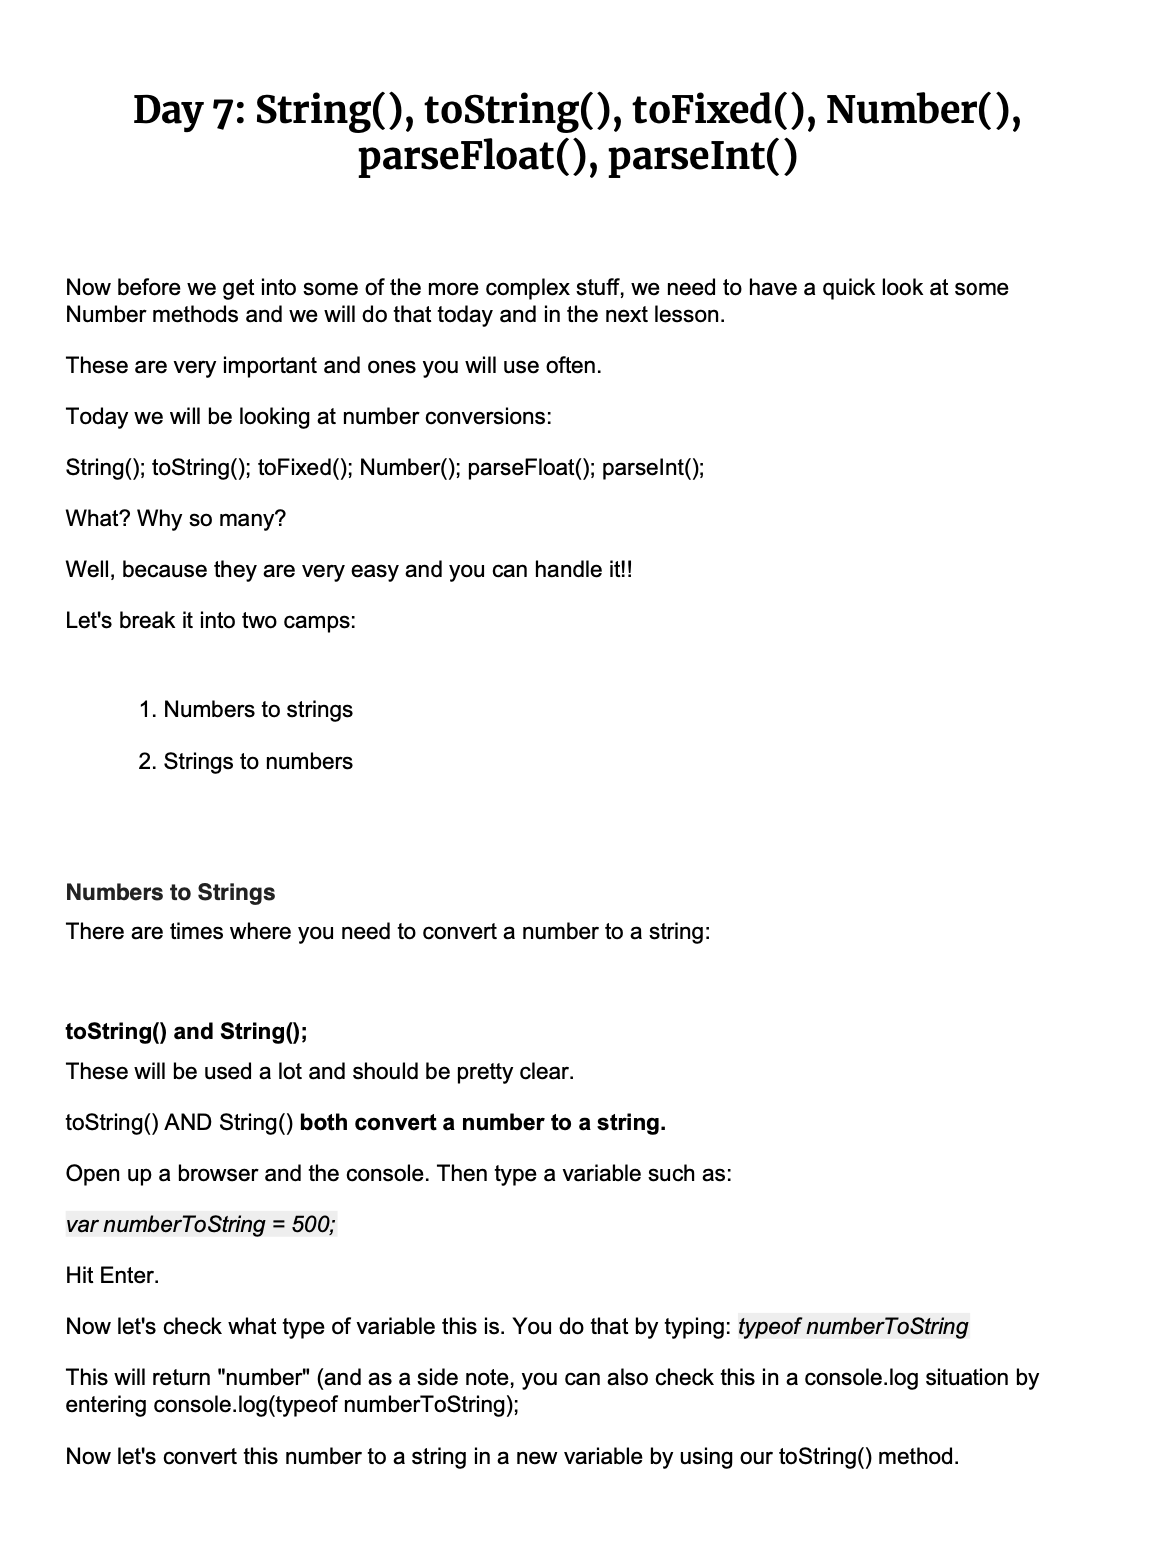 Day 7: String(), toString(), toFixed(), Number(),
parseFloat(), parseInt()
Now before we get into some of the more complex stuff, we need to have a quick look at some
Number methods and we will do that today and in the next lesson.
These are very important and ones you will use often.
Today we will be looking at number conversions:
String(); toString(); toFixed(); Number(); parseFloat(); parseInt();
What? Why so many?
Well, because they are very easy and you can handle it!!
Let's break it into two camps:
1. Numbers to strings
2. Strings to numbers
Numbers to Strings
There are times where you need to convert a number to a string:
toString() and String();
These will be used a lot and should be pretty clear.
toString() AND String() both convert a number to a string.
Open up a browser and the console. Then type a variable such as:
var numberToString = 500;
Hit Enter.
Now let's check what type of variable this is. You do that by typing: typeof numberToString
This will return "number" (and as a side note, you can also check this in a console.log situation by
entering console.log(typeof numberToString);
Now let's convert this number to a string in a new variable by using our toString() method.